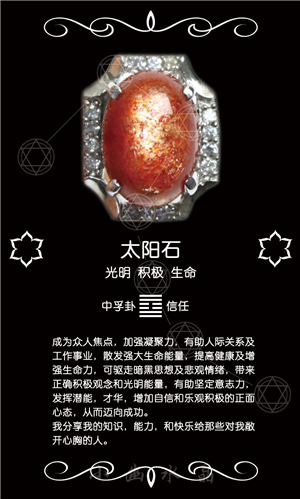 太阳石
光明 积极 生命
中孚卦 信任
成为众人焦点，加强凝聚力，有助人际关系及
工作事业，散发强大生命能量，提高健康及增
强生命力，可驱走暗黑思想及悲观情绪，带来
正确积极观念和光明能量，有助坚定意志力，
发挥潜能，才华，增加自信和乐观积极的正面
心态，从而迈向成功。
我分享我的知识，能力，和快乐给那些对我敞
开心胸的人。